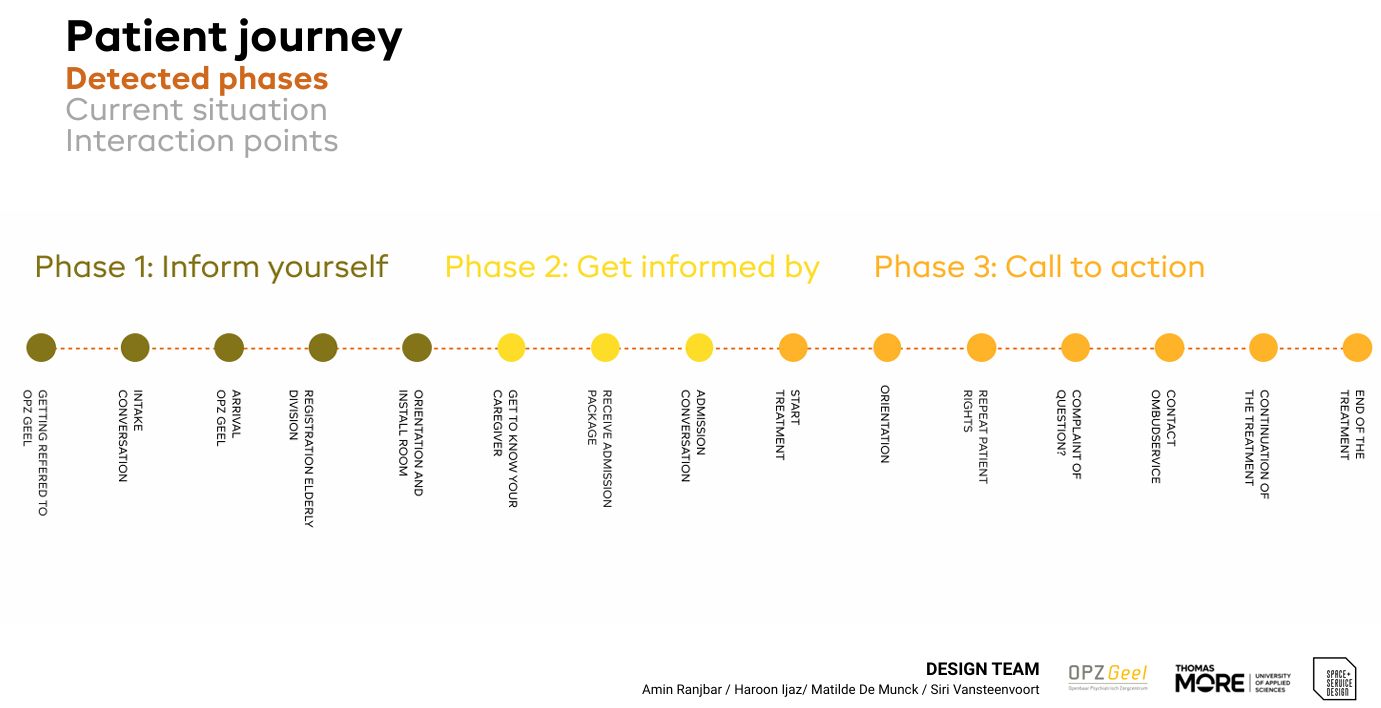 Patient journey
Detected phases
Current situation
Interaction points
Phase 1: Inform yourself
Phase 2: Get informed by
Phase 3: Call to action
GETTING REFERED TO
OPZ GEEL
INTAKE
CONVERSATION
ARRIVAL
OPZ GEEL
REGISTRATION ELDERLY
DIVISION
ORIENTATION AND
INSTALL ROOM
GET TO KNOW YOUR
CAREGIVER
RECEIVE ADMISSION
PACKAGE
ADMISSION
CONVERSATION
START
TREATMENT
ORIENTATION
REPEAT PATIENT
RIGHTS
COMPLAINT OF
QUESTION?
CONTACT
OMBUDSERVICE
CONTINUATION OF
THE TREATMENT
END OF THE
TREATMENT
DESIGN TEAM
Amin Ranjbar / Haroon Ijaz/ Matilde De Munck / Siri Vansteenvoort
OPZ Geel
Openbaar Psychiatrisch Zorgcentrum
THOMAS
MORE
UNIVERSITY
OF APPLIED
SCIENCES
SPACE+
SERVICE
DESIGN